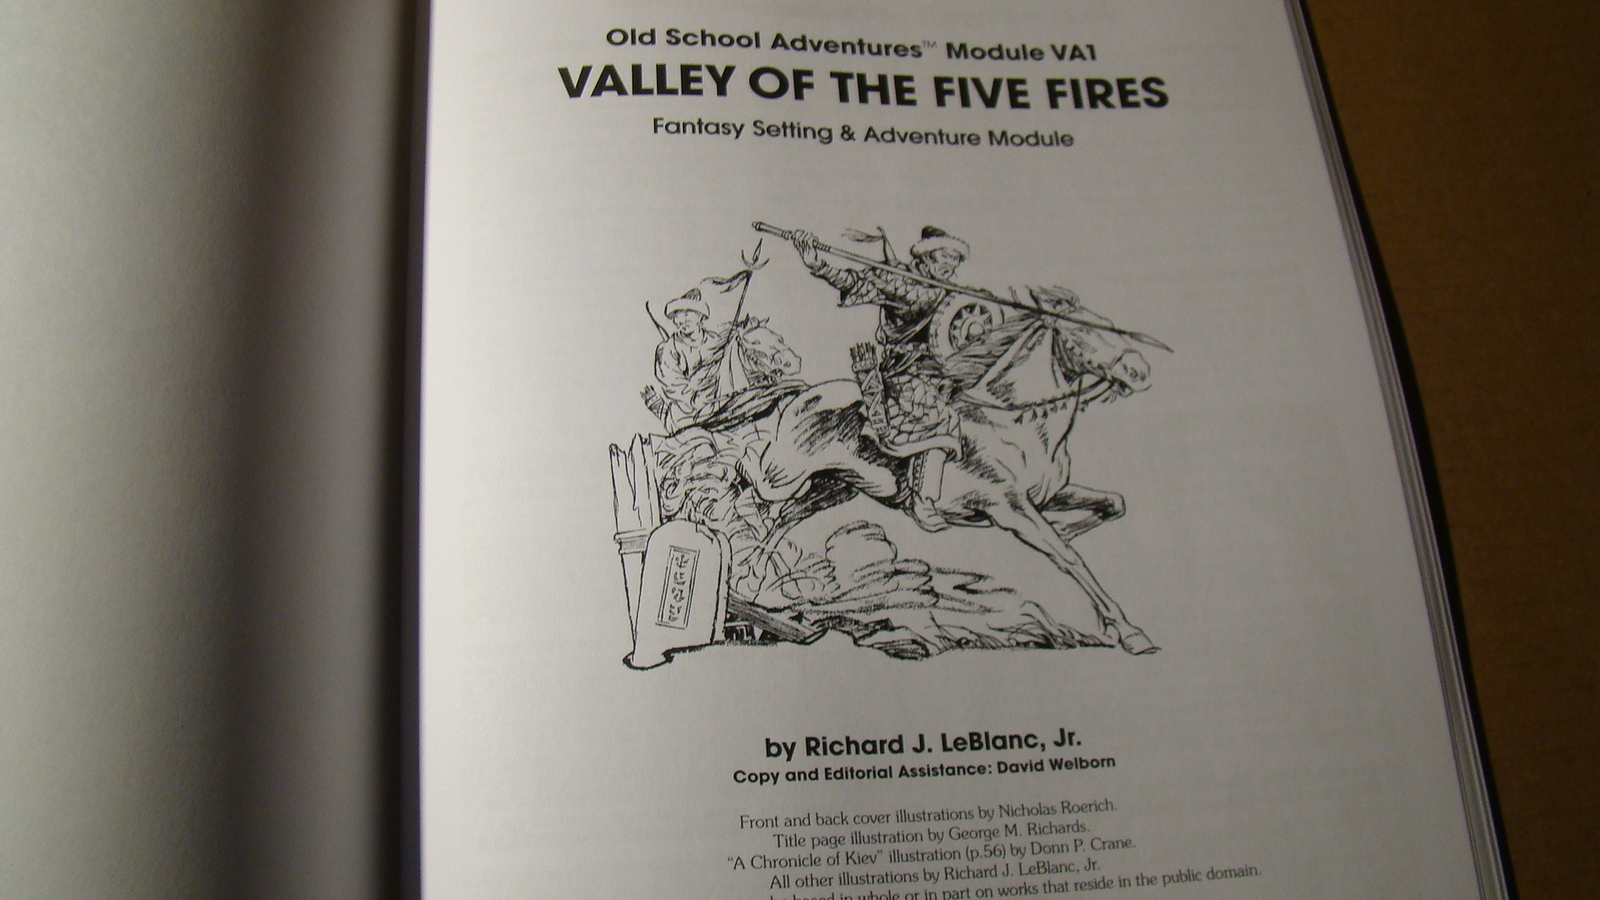 Old School Adventures™ Module VA1
VALLEY OF THE FIVE FIRES
Fantasy Setting & Adventure Module
by Richard J. LeBlanc, Jr.
Copy and Editorial Assistance: David Welborn
Front and back cover illustrations by Nicholas Roerich.
Title page illustration by George M. Richards.
"A Chronicle of Kiev" illustration (p.56) by Donn P. Crane.
All other illustrations by Richard J. LeBlanc, Jr.
be based in whole or in part on works that reside in the public domain.